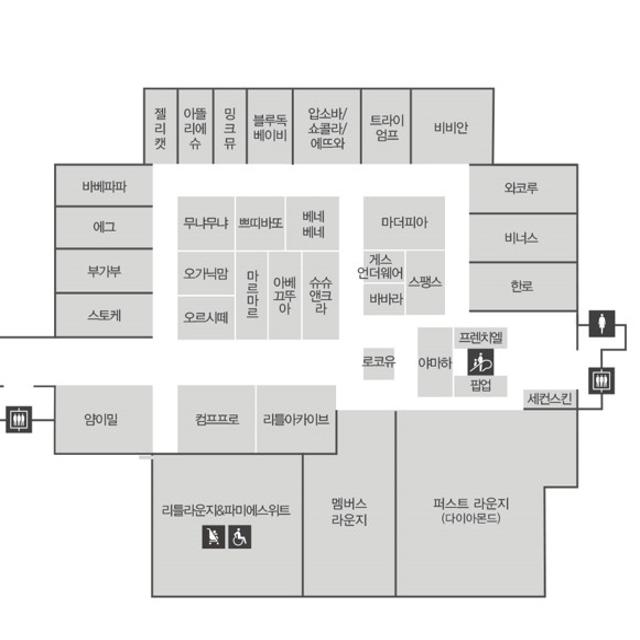 젤
리
캣
아뜰
리에
슈
밍
크
뮤
블루독
베이비
압소바/
쇼콜라/
에뜨와
트라이
엄프
비비안
바베파파
에그
부가부
스토케
무냐무냐
쁘띠바또
베네
베네
오가닉맘
오르시떼
마
르
마
르
아베
끄뚜
아
슈슈
앤크
라
마더피아
게스
언더웨어
바바라
스팽스
와코루
비너스
한로
로코유
야마하
프렌치엘
팝업
세컨스킨
얌이밀
컴프프로
리틀아카이브
리틀라운지&파미에스위트
멤버스
라운지
퍼스트 라운지
(다이아몬드)